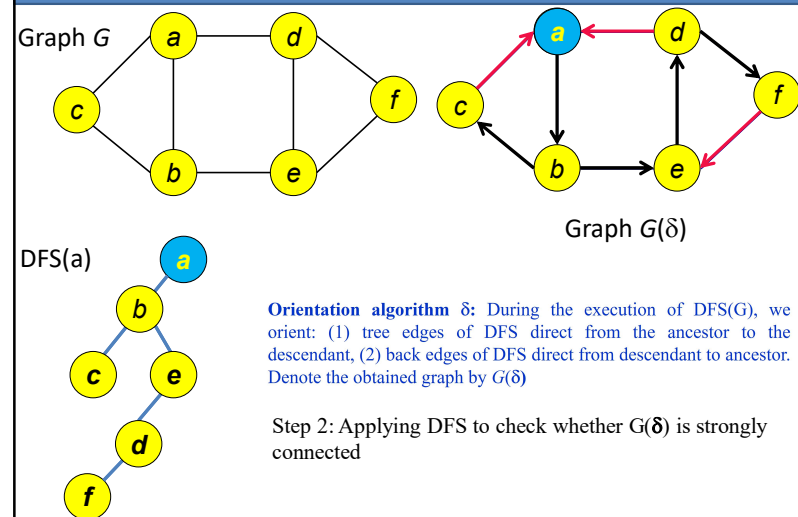 Graph G
a
d
c
f
b
e
a
d
c
f
b
e
Graph G(δ)
DFS(a)
a
b
c
e
d
f
Orientation algorithm δ: During the execution of DFS(G), we
orient: (1) tree edges of DFS direct from the ancestor to the
descendant, (2) back edges of DFS direct from descendant to ancestor.
Denote the obtained graph by G(δ)
Step 2: Applying DFS to check whether G(δ) is strongly
connected